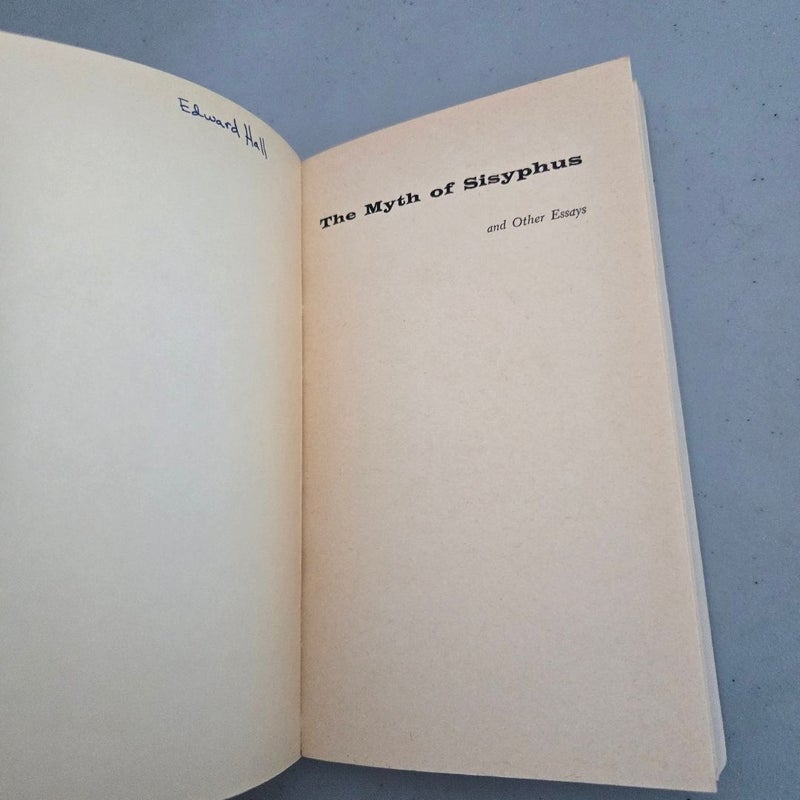 Edward Hall
The Myth of Sisyphus
and Other Essays